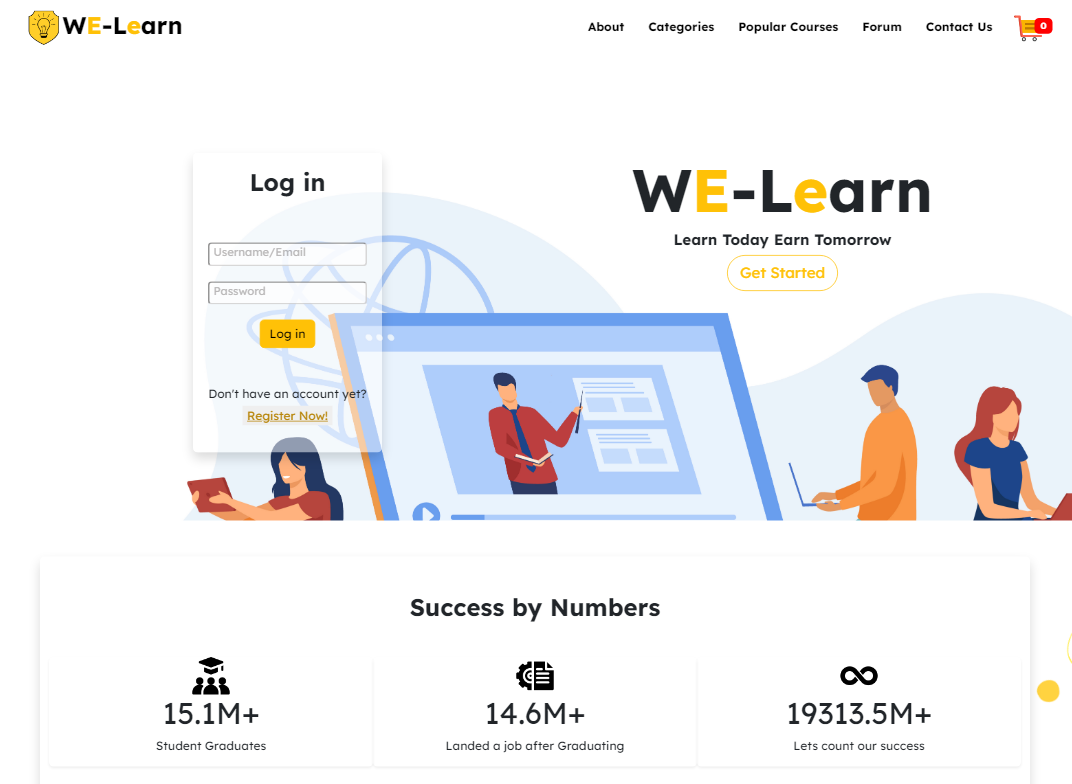 WE-Learn
About Categories Popular Courses Forum Contact Us 0
Log in
Username/Email
Password
Log in
Don't have an account yet?
Register Now!
WE-Learn
Learn Today Earn Tomorrow
Get Started
Success by Numbers
15.1M+
Student Graduates
14.6M+
Landed a job after Graduating
19313.5M+
Lets count our success